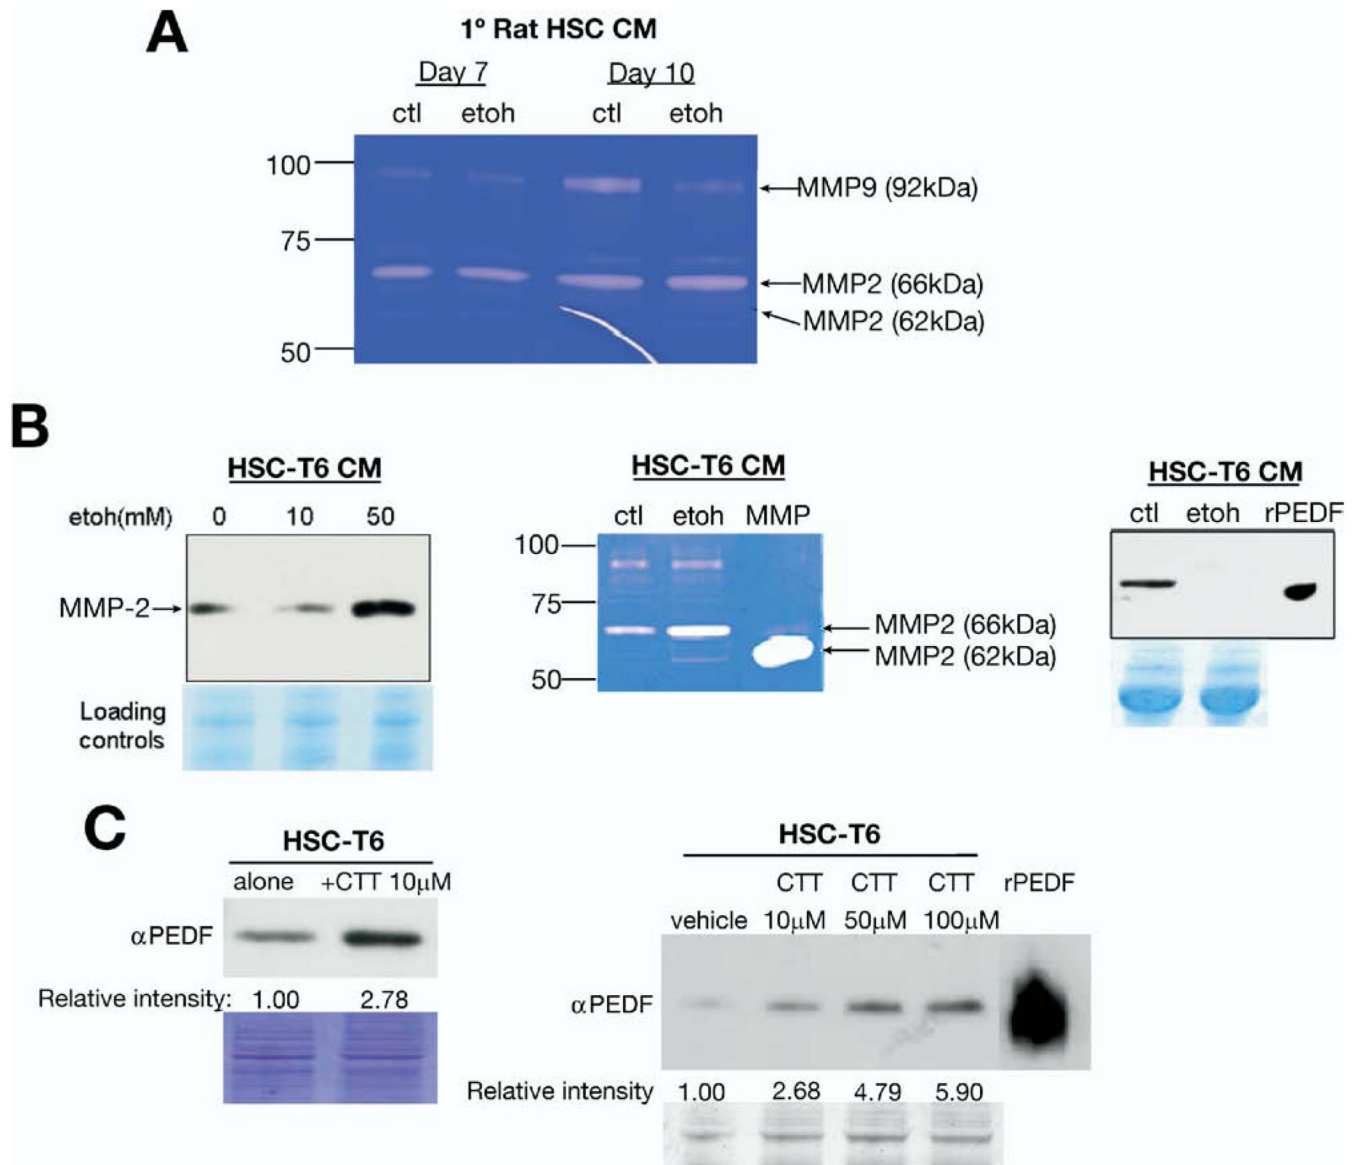 A
1º Rat HSC CM
Day 7 Day 10
ctl etoh ctl etoh
100
MMP9 (92kDa)
75
MMP2 (66kDa)
MMP2 (62kDa)
50
B
HSC-T6 CM
etoh(mM) 0 10 50
MMP-2
Loading
controls
HSC-T6 CM
ctl etoh MMP
100
75
MMP2 (66kDa)
MMP2 (62kDa)
50
HSC-T6 CM
ctl etoh rPEDF
C
HSC-T6
alone +CTT 10μM
αPEDF
Relative intensity: 1.00 2.78
HSC-T6
CTT CTT CTT rPEDF
vehicle 10μM 50μM 100μM
αPEDF
Relative intensity 1.00 2.68 4.79 5.90